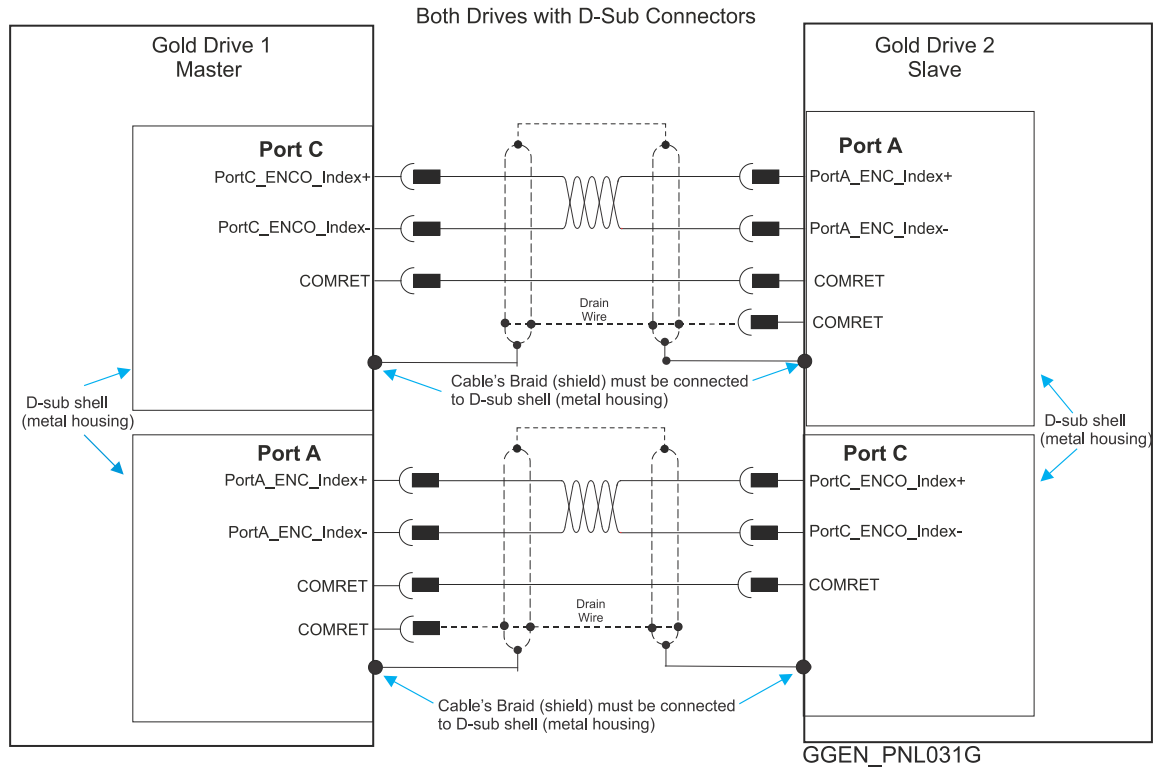 Both Drives with D-Sub Connectors
Gold Drive 1
Master
Gold Drive 2
Slave
Port C
PortC_ENCO_Index+
PortC_ENCO_Index-
COMRET
Port A
PortA_ENC_Index+
PortA_ENC_Index-
COMRET
COMRET
Drain
Wire
Cable's Braid (shield) must be connected
to D-sub shell (metal housing)
D-sub shell
(metal housing)
D-sub shell
(metal housing)
Port A
PortA_ENC_Index+
PortA_ENC_Index-
COMRET
COMRET
Port C
PortC_ENCO_Index+
PortC_ENCO_Index-
COMRET
Drain
Wire
Cable's Braid (shield) must be connected
to D-sub shell (metal housing)
GGEN_PNL031G